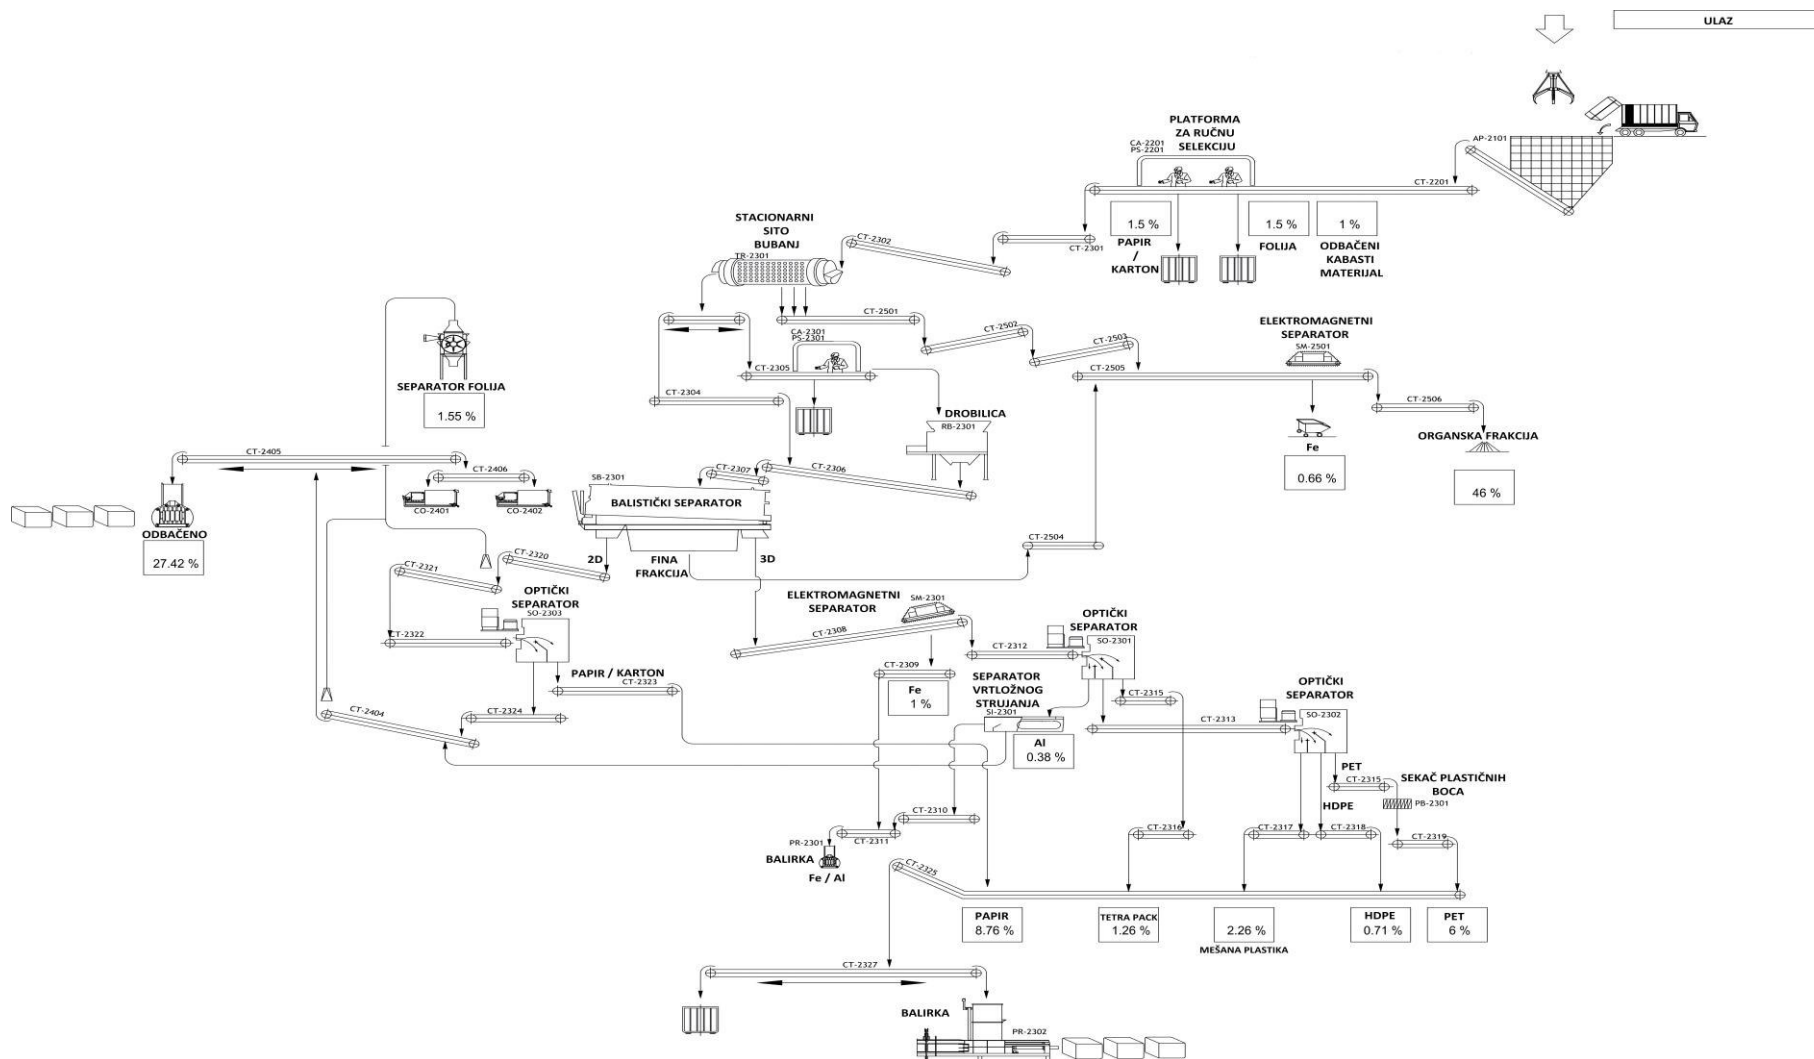 ULAZ
PLATFORMA
ZA RUČNU
SELEKCIJU
CA-2201
PS-2201
AP-2101
CT-2201
1.5 %
1.5 %
1 %
PAPIR
/
KARTON
FOLIJA
ODBAČENI
KABASTI
MATERIJAL
CT-2301
CT-2302
STACIONARNI
SITO
BUBANJ
TR-2301
CT-2501
CT-2502
CT-2503
CA-2301
PS-2301
CT-2305
CT-2304
ELEKTROMAGNETNI
SEPARATOR
SM-2501
CT-2505
CT-2506
ORGANSKA FRAKCIJA
46 %
Fe
0.66 %
SEPARATOR FOLIJA
1.55 %
DROBILICA
RB-2301
CT-2405
CT-2406
CO-2401
CO-2402
ODBAČENO
27.42 %
CT-2307
CT-2306
SB-2301
BALISTIČKI SEPARATOR
2D
FINA
FRAKCIJA
3D
CT-2504
CT-2320
CT-2321
OPTIČKI
SEPARATOR
SO-2303
CT-2322
ELEKTROMAGNETNI
SEPARATOR
SM-2301
CT-2308
CT-2312
OPTIČKI
SEPARATOR
SO-2301
PAPIR / KARTON
CT-2323
CT-2309
Fe
1 %
SEPARATOR
VRTLOŽNOG
STRUJANJA
SI-2301
CT-2315
OPTIČKI
SEPARATOR
SO-2302
CT-2404
CT-2324
CT-2313
Al
0.38 %
PET
CT-2315
SEKAČ PLASTIČNIH
BOCA
PB-2301
HDPE
CT-2310
CT-2311
CT-2316
CT-2317
CT-2318
CT-2319
PR-2301
BALIRKA
Fe / Al
CT-2325
PAPIR
8.76 %
TETRA PACK
1.26 %
2.26 %
MEŠANA PLASTIKA
HDPE
0.71 %
PET
6 %
CT-2327
BALIRKA
PR-2302